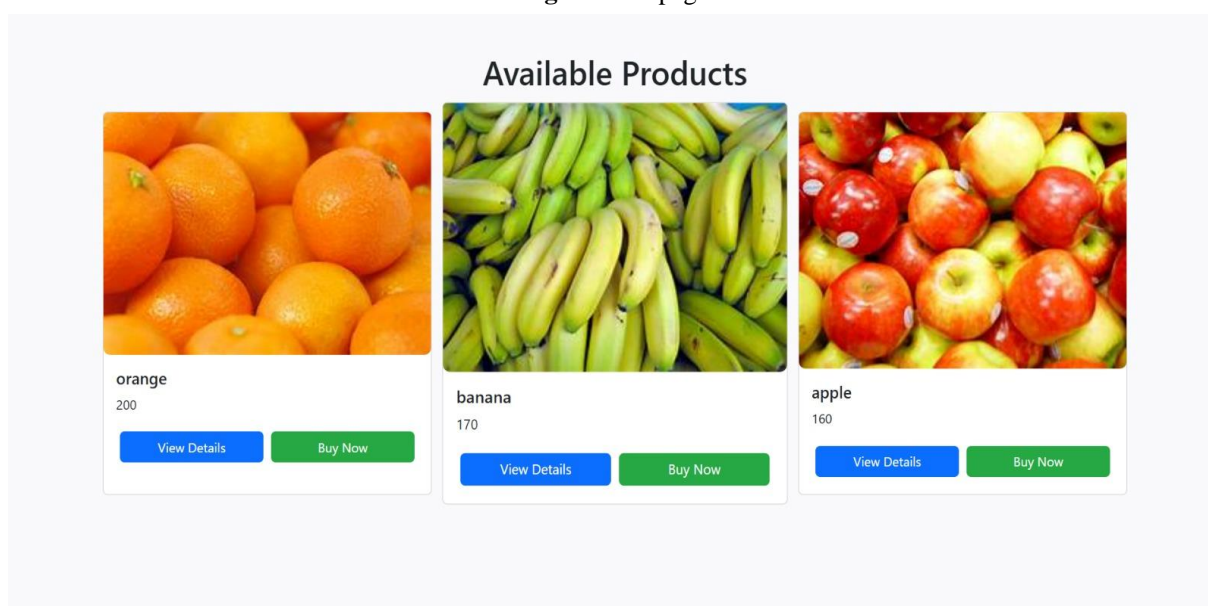 Available Products
orange
200
View Details
Buy Now
banana
170
View Details
Buy Now
apple
160
View Details
Buy Now